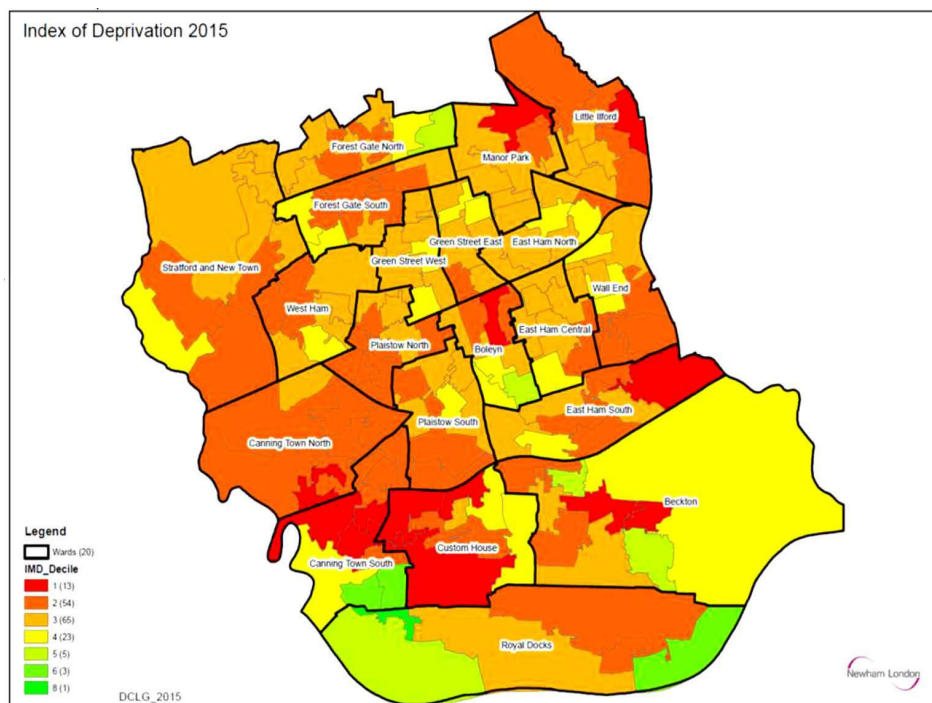 Index of Deprivation 2015
Little Ilford
Forest Gate North
Manor Park
Forest Gate South
Green Street East
East Ham North
Green Street West
Stratford and New Town
Wall End
West Ham
East Ham Central
Plaistow North
Boleyn
East Ham South
Plaistow South
Canning Town North
Beckton
Custom House
Canning Town South
Royal Docks
Legend
Wards (20)
IMD_Decile
1 (13)
2 (54)
3 (65)
4 (23)
5 (5)
6 (3)
8 (1)
DCLG_2015
Newham London